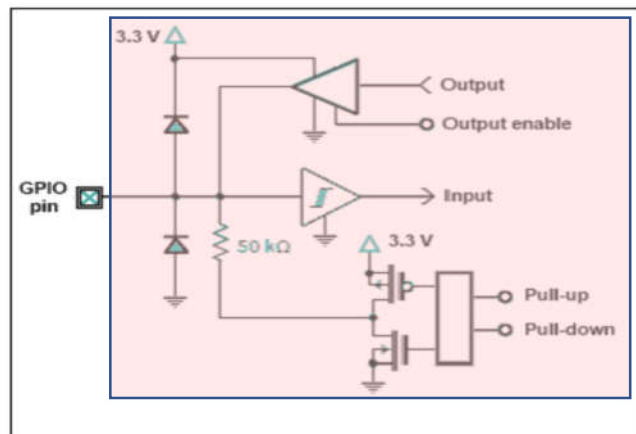 3.3 V
Output
Output enable
GPIO
pin
Input
50 kΩ
3.3 V
Pull-up
Pull-down